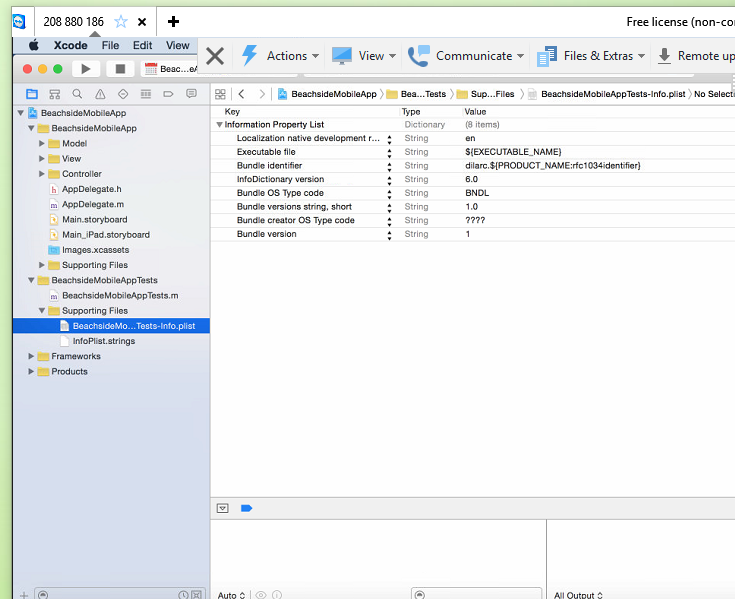 208 880 186
Free license (non-co
Xcode File Edit View
Actions View Communicate Files & Extras Remote up
Beac...eA
BeachsideMobileApp Bea...Tests Sup...Files BeachsideMobileAppTests-Info.plist No Selecti
BeachsideMobileApp
BeachsideMobileApp
Model
View
Controller
h AppDelegate.h
m AppDelegate.m
Main.storyboard
Main_iPad.storyboard
Images.xcassets
Supporting Files
BeachsideMobileAppTests
m BeachsideMobileAppTests.m
Supporting Files
BeachsideMo...Tests-Info.plist
InfoPlist.strings
Frameworks
Products
Key Type Value
Information Property List Dictionary (8 items)
Localization native development r... String en
Executable file String ${EXECUTABLE_NAME}
Bundle identifier String dilarc.${PRODUCT_NAME:rfc1034identifier}
InfoDictionary version String 6.0
Bundle OS Type code String BNDL
Bundle versions string, short String 1.0
Bundle creator OS Type code String ????
Bundle version String 1
Auto
All Output